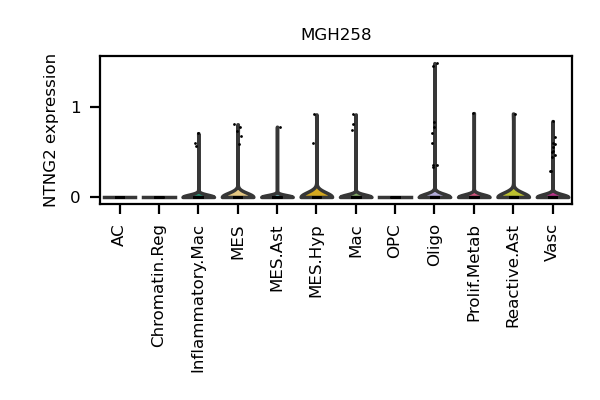 MGH258
NTNG2 expression
1
0
AC
Chromatin.Reg
Inflammatory.Mac
MES
MES.Ast
MES.Hyp
Mac
OPC
Oligo
Prolif.Metab
Reactive.Ast
Vasc